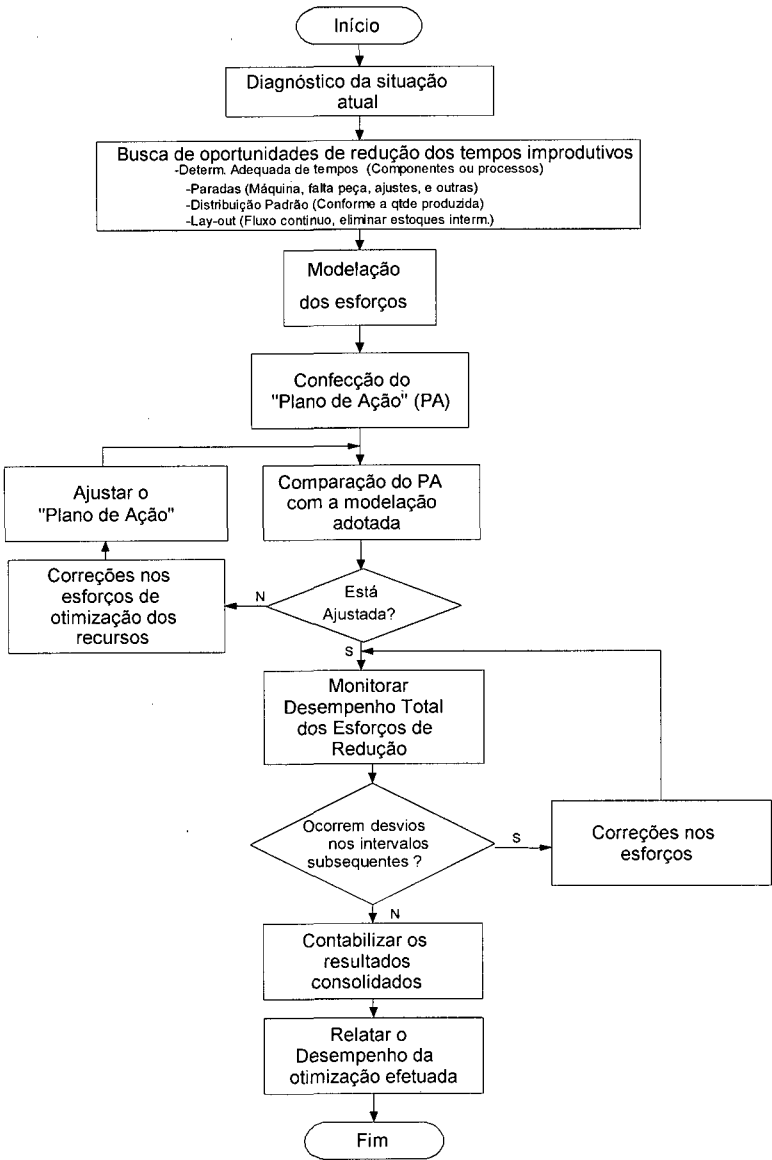 Início
Diagnóstico da situação
atual
Busca de oportunidades de redução dos tempos improdutivos
-Determ. Adequada de tempos (Componentes ou processos)
-Paradas (Máquina, falta peça, ajustes, e outras)
-Distribuição Padrão (Conforme a qtde produzida)
-Lay-out (Fluxo continuo, eliminar estoques interm.)
Modelação
dos esforços
Confecção do
"Plano de Ação" (PA)
Ajustar o
"Plano de Ação"
Comparação do PA
com a modelação
adotada
Correções nos
esforços de
otimização dos
recursos
N
Está
Ajustada?
S
Monitorar
Desempenho Total
dos Esforços de
Redução
Ocorrem desvios
nos intervalos
subsequentes ?
S
Correções nos
esforços
N
Contabilizar os
resultados
consolidados
Relatar o
Desempenho da
otimização efetuada
Fim